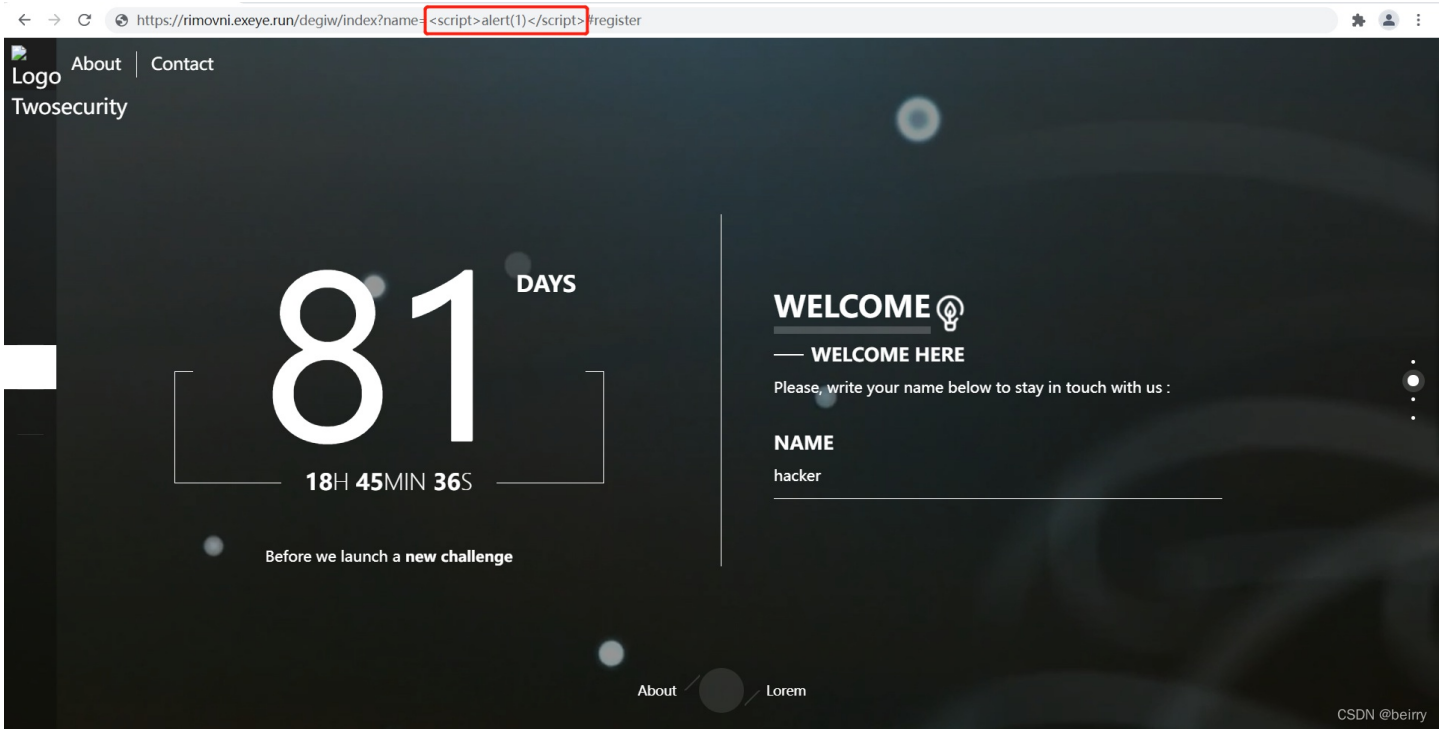 https://rimovni.exeye.run/degiw/index?name=<script>alert(1)</script>#register
Logo
About
Contact
Twosecurity
81
DAYS
18H 45MIN 36S
Before we launch a new challenge
WELCOME
WELCOME HERE
Please, write your name below to stay in touch with us :
NAME
hacker
About
Lorem
CSDN @beirry